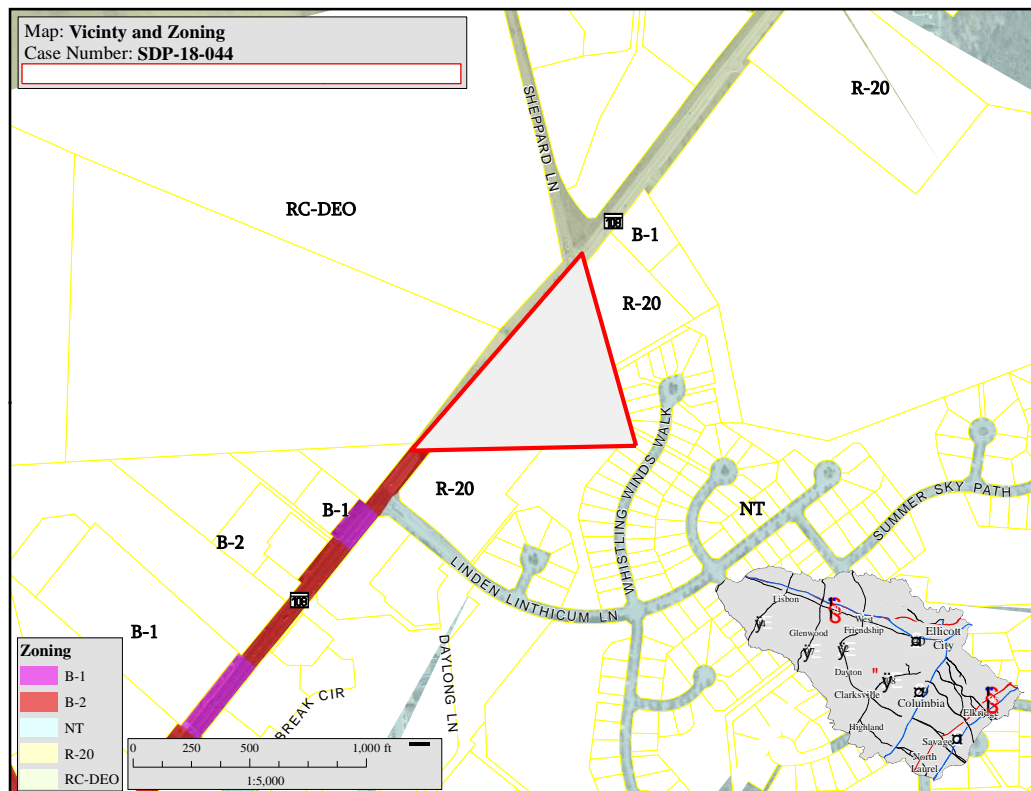 Map: Vicinty and Zoning
Case Number: SDP-18-044
R-20
SHEPPARD LN
RC-DEO
108
B-1
R-20
WHISTLING WINDS WALK
R-20
B-1
NT
SUMMER SKY PATH
B-2
LINDEN LINTHICUM LN
108
B-1
DAYLONG LN
BREAK CIR
Zoning
B-1
B-2
NT
R-20
RC-DEO
0 250 500 1,000 ft
1:5,000
Lisbon
Glenwood
West
Friendship
Ellicott
City
Dayton
Clarksville
Columbia
Highland
Savage
North
Laurel